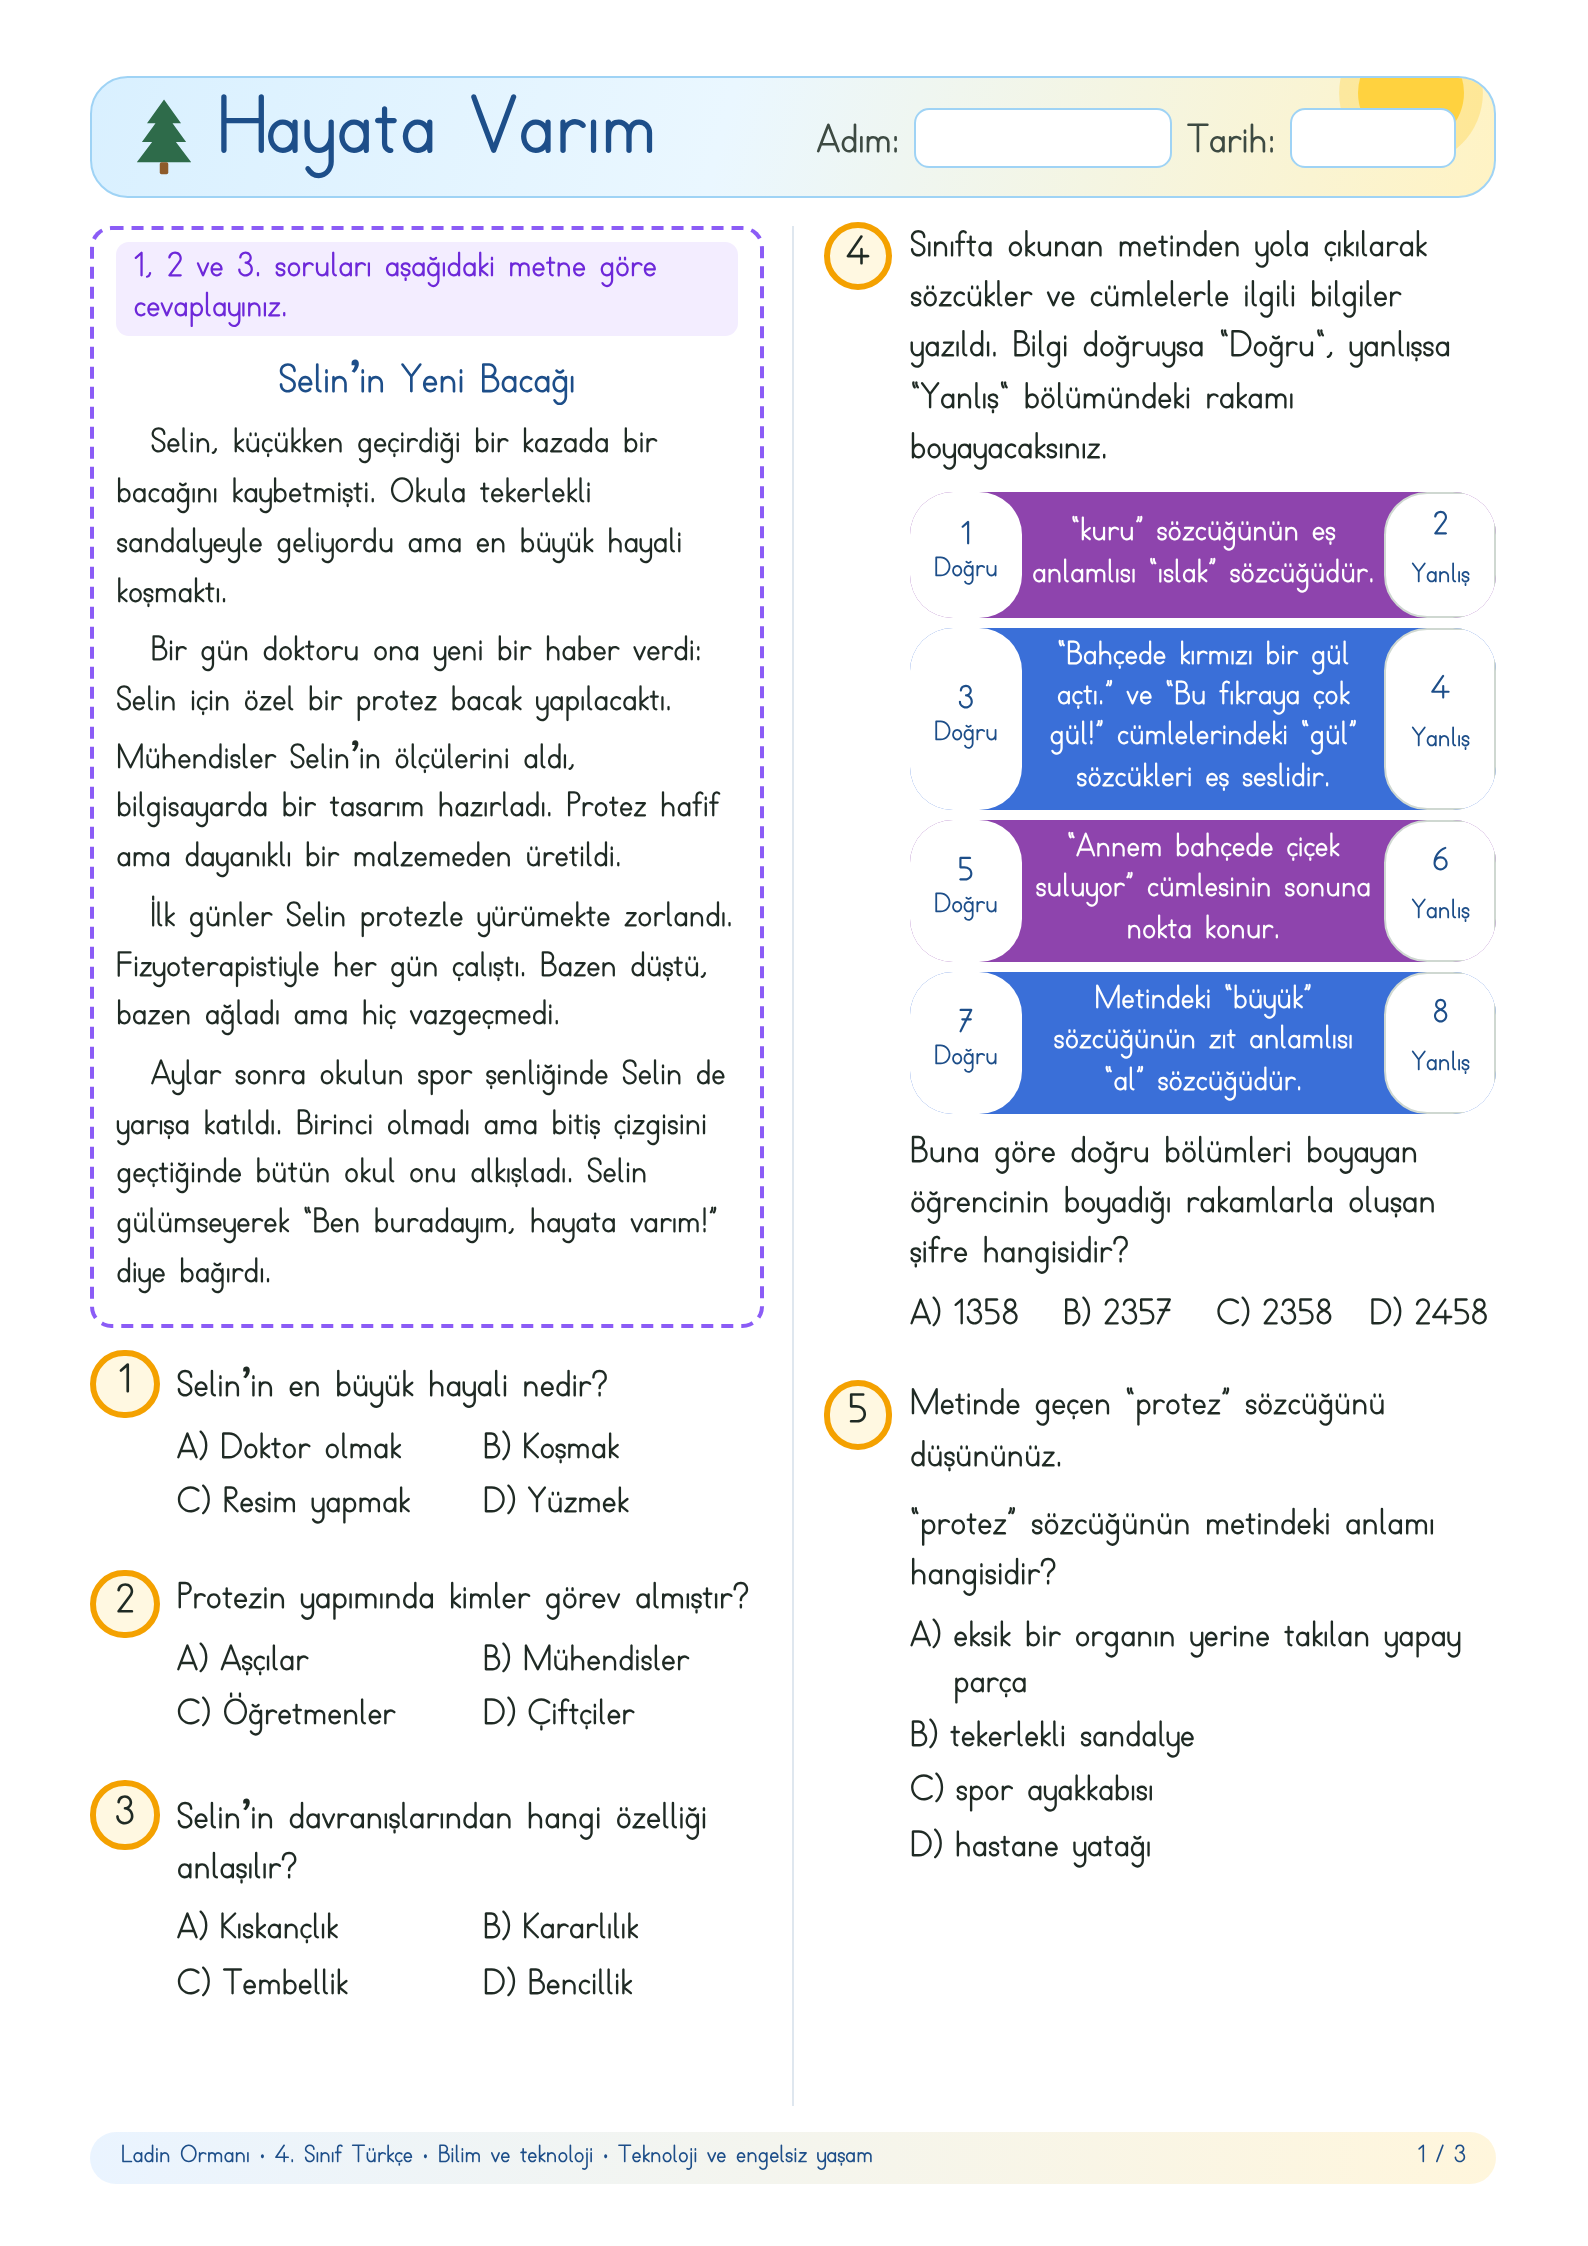 Hayata Varım
Adım:
Tarih:
1, 2 ve 3. soruları aşağıdaki metne göre
cevaplayınız.
Selin’in Yeni Bacağı
Selin, küçükken geçirdiği bir kazada bir
bacağını kaybetmişti. Okula tekerlekli
sandalyeyle geliyordu ama en büyük hayali
koşmaktı.
Bir gün doktoru ona yeni bir haber verdi:
Selin için özel bir protez bacak yapılacaktı.
Mühendisler Selin’in ölçülerini aldı,
bilgisayarda bir tasarım hazırladı. Protez hafif
ama dayanıklı bir malzemeden üretildi.
İlk günler Selin protezle yürümekte zorlandı.
Fizyoterapistiyle her gün çalıştı. Bazen düştü,
bazen ağladı ama hiç vazgeçmedi.
Aylar sonra okulun spor şenliğinde Selin de
yarışa katıldı. Birinci olmadı ama bitiş çizgisini
geçtiğinde bütün okul onu alkışladı. Selin
gülümseyerek “Ben buradayım, hayata varım!”
diye bağırdı.
1
Selin’in en büyük hayali nedir?
A) Doktor olmak B) Koşmak
C) Resim yapmak D) Yüzmek
2
Protezin yapımında kimler görev almıştır?
A) Aşçılar B) Mühendisler
C) Öğretmenler D) Çiftçiler
3
Selin’in davranışlarından hangi özelliği
anlaşılır?
A) Kıskançlık B) Kararlılık
C) Tembellik D) Bencillik
4
Sınıfta okunan metinden yola çıkılarak
sözcükler ve cümlelerle ilgili bilgiler
yazıldı. Bilgi doğruysa “Doğru“, yanlışsa
“Yanlış“ bölümündeki rakamı
boyayacaksınız.
1
Doğru
“kuru” sözcüğünün eş
anlamlısı “ıslak” sözcüğüdür.
2
Yanlış
3
Doğru
“Bahçede kırmızı bir gül
açtı.” ve “Bu fıkraya çok
gül!” cümlelerindeki “gül”
sözcükleri eş seslidir.
4
Yanlış
5
Doğru
“Annem bahçede çiçek
suluyor” cümlesinin sonuna
nokta konur.
6
Yanlış
7
Doğru
Metindeki “büyük”
sözcüğünün zıt anlamlısı
“al” sözcüğüdür.
8
Yanlış
Buna göre doğru bölümleri boyayan
öğrencinin boyadığı rakamlarla oluşan
şifre hangisidir?
A) 1358 B) 2357 C) 2358 D) 2458
5
Metinde geçen “protez” sözcüğünü
düşününüz.
“protez” sözcüğünün metindeki anlamı
hangisidir?
A) eksik bir organın yerine takılan yapay
parça
B) tekerlekli sandalye
C) spor ayakkabısı
D) hastane yatağı
Ladin Ormanı • 4. Sınıf Türkçe • Bilim ve teknoloji • Teknoloji ve engelsiz yaşam
1 / 3